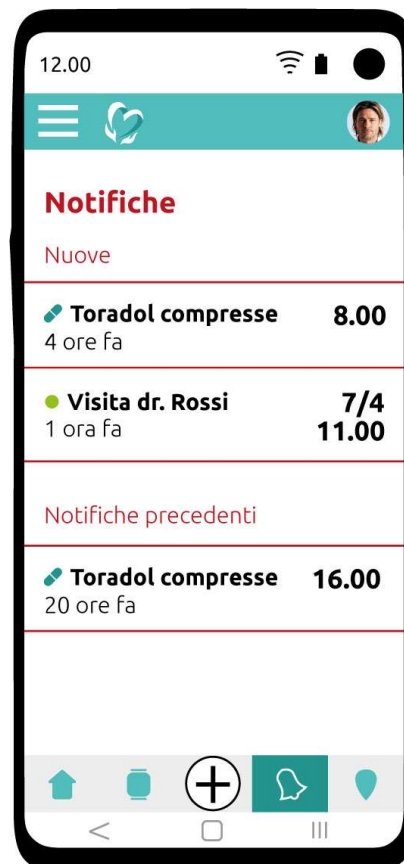 12.00
Notifiche
Nuove
Toradol compresse 8.00
4 ore fa
Visita dr. Rossi 7/4
1 ora fa 11.00
Notifiche precedenti
Toradol compresse 16.00
20 ore fa